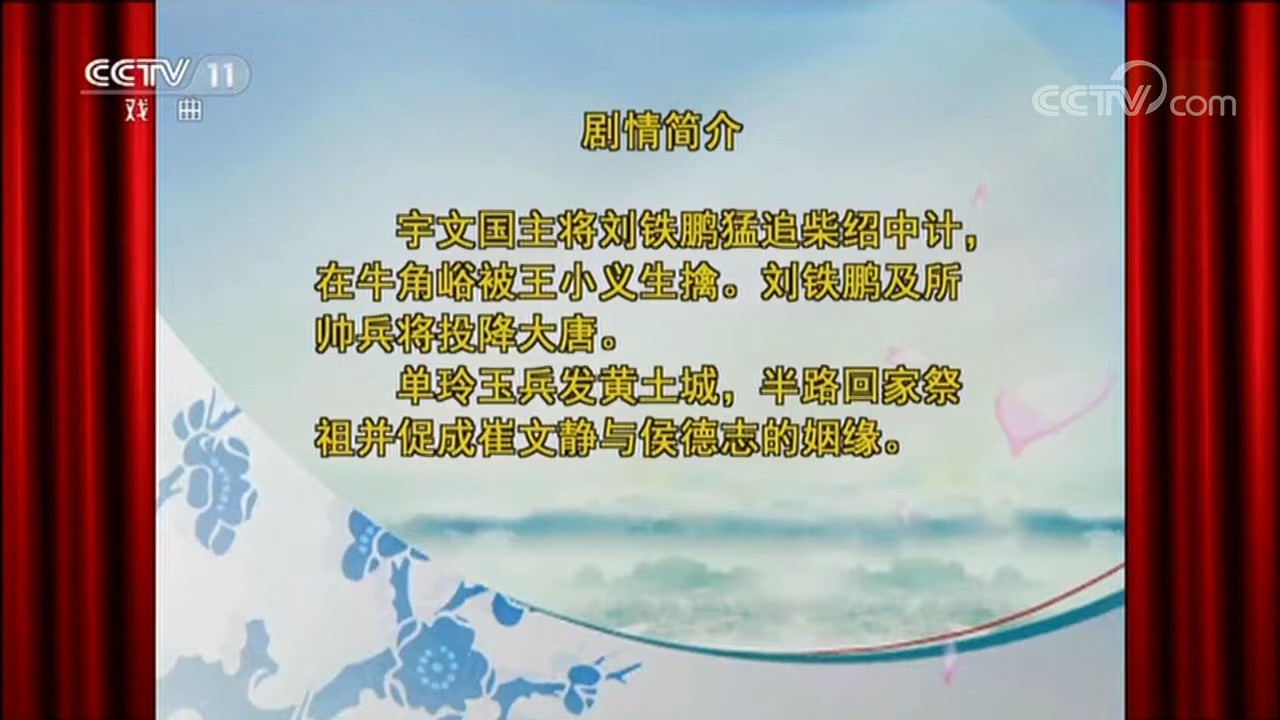 CCTV 11
戏曲
CCTV.com
剧情简介
宇文国主将刘铁鹏猛追柴绍中计，
在牛角峪被王小义生擒。刘铁鹏及所
帅兵将投降大唐。
单玲玉兵发黄土城，半路回家祭
祖并促成崔文静与侯德志的姻缘。